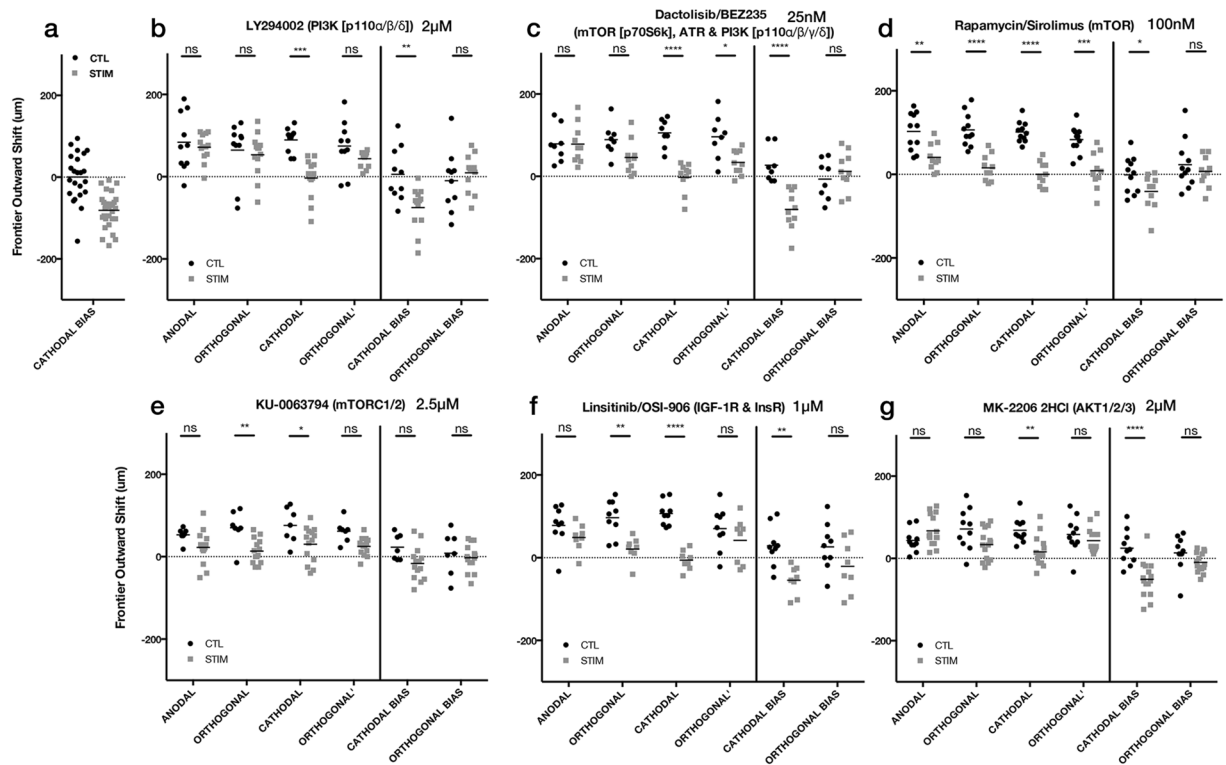 a
CTL
STIM
200
0
-200
Frontier Outward Shift (um)
CATHODAL BIAS
b
LY294002 (PI3K [p110α/β/δ]) 2μM
ns
ns
***
ns
**
ns
200
0
-200
CTL
STIM
ANODAL
ORTHOGONAL
CATHODAL
ORTHOGONAL'
CATHODAL BIAS
ORTHOGONAL BIAS
c
Dactolisib/BEZ235 25nM
(mTOR [p70S6k], ATR & PI3K [p110α/β/γ/δ])
ns
ns
****
*
****
ns
200
0
-200
CTL
STIM
ANODAL
ORTHOGONAL
CATHODAL
ORTHOGONAL'
CATHODAL BIAS
ORTHOGONAL BIAS
d
Rapamycin/Sirolimus (mTOR) 100nM
**
****
****
***
*
ns
200
0
-200
CTL
STIM
ANODAL
ORTHOGONAL
CATHODAL
ORTHOGONAL'
CATHODAL BIAS
ORTHOGONAL BIAS
e
KU-0063794 (mTORC1/2) 2.5μM
ns
**
*
ns
ns
ns
Frontier Outward Shift (um)
200
0
-200
CTL
STIM
ANODAL
ORTHOGONAL
CATHODAL
ORTHOGONAL'
CATHODAL BIAS
ORTHOGONAL BIAS
f
Linsitinib/OSI-906 (IGF-1R & InsR) 1μM
ns
**
****
ns
**
ns
200
0
-200
CTL
STIM
ANODAL
ORTHOGONAL
CATHODAL
ORTHOGONAL'
CATHODAL BIAS
ORTHOGONAL BIAS
g
MK-2206 2HCl (AKT1/2/3) 2μM
ns
ns
**
ns
****
ns
200
0
-200
CTL
STIM
ANODAL
ORTHOGONAL
CATHODAL
ORTHOGONAL'
CATHODAL BIAS
ORTHOGONAL BIAS